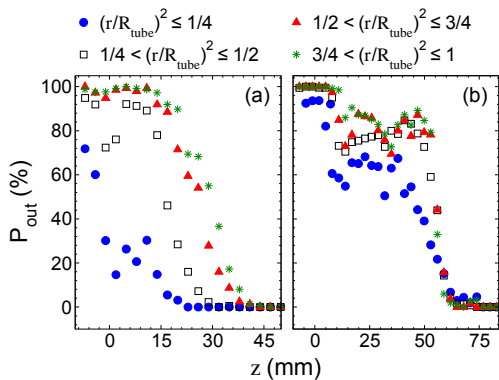 (r/R_tube)² ≤ 1/4
1/2 < (r/R_tube)² ≤ 3/4
1/4 < (r/R_tube)² ≤ 1/2
3/4 < (r/R_tube)² ≤ 1
(a)
(b)
100
80
60
40
20
0
P_out (%)
0 15 30 45
0 25 50 75
z (mm)